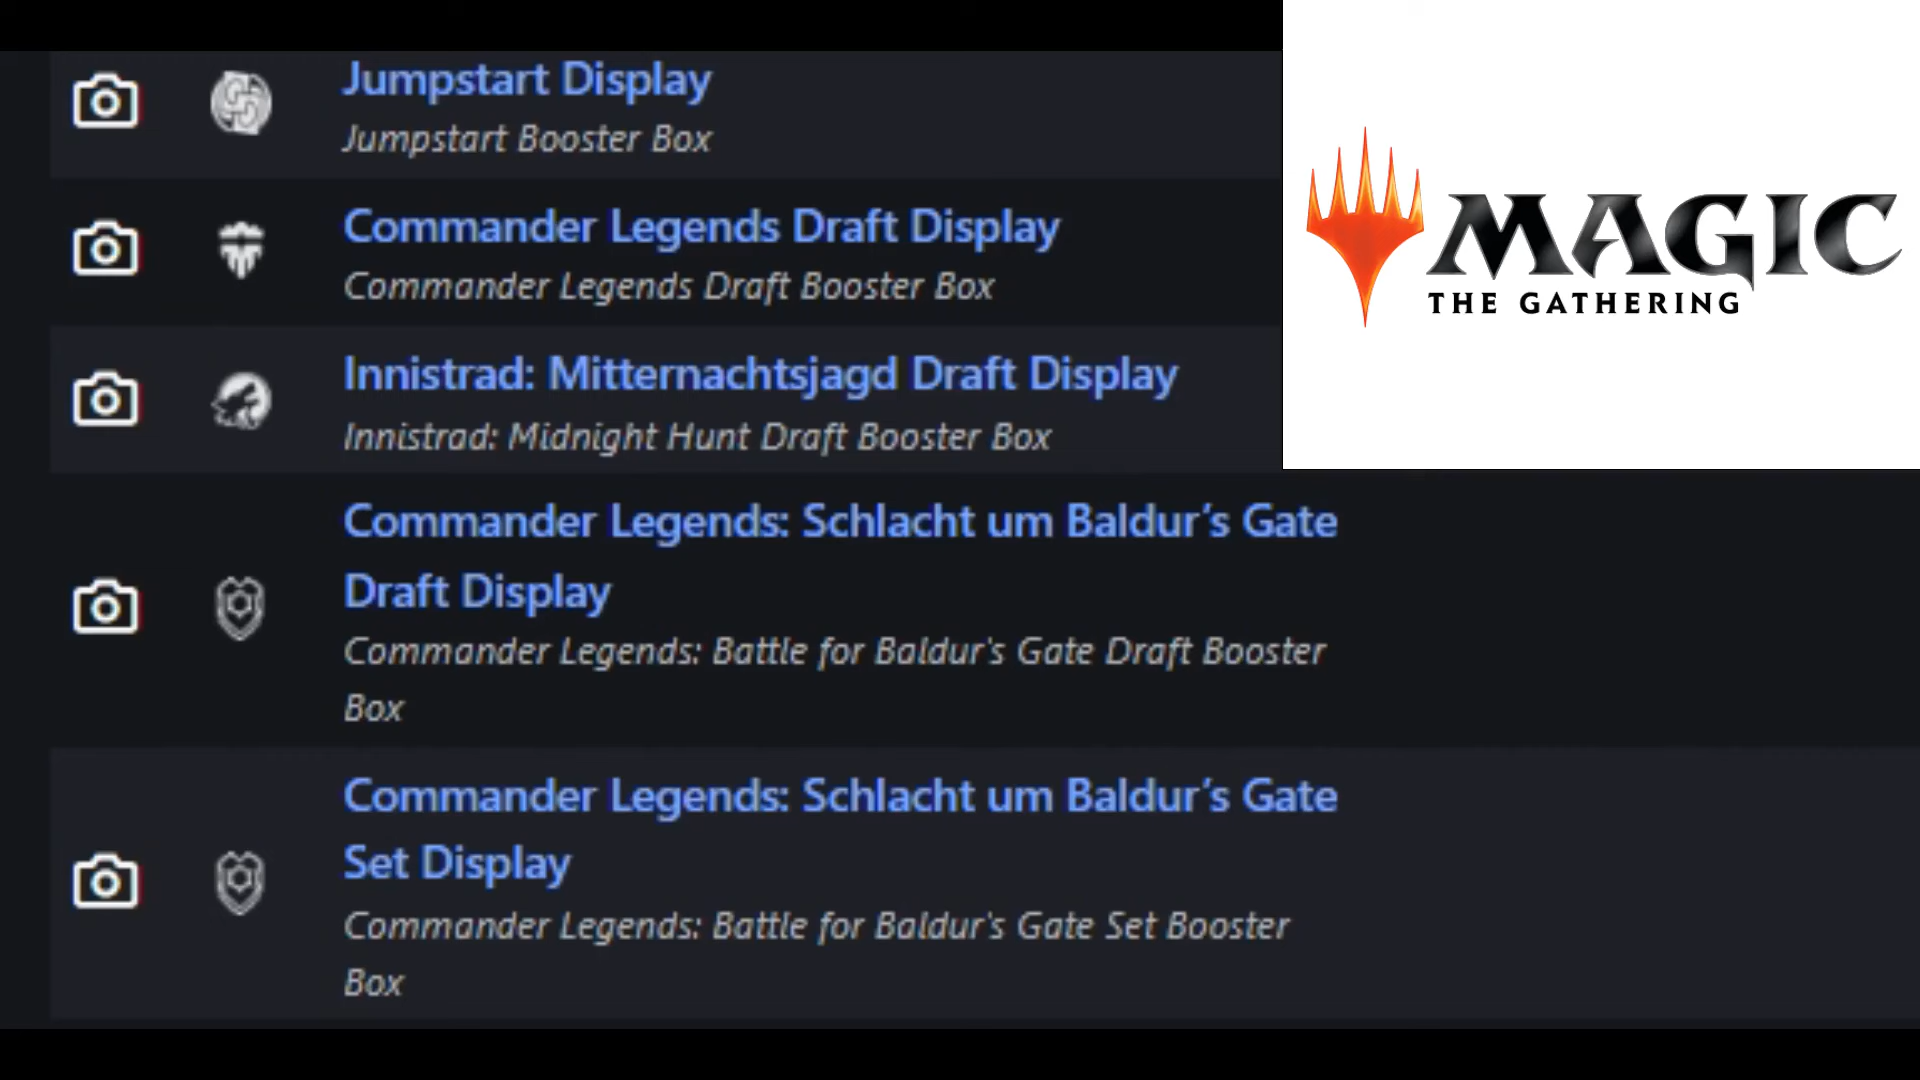 Jumpstart Display
Jumpstart Booster Box
Commander Legends Draft Display
Commander Legends Draft Booster Box
Innistrad: Mitternachtsjagd Draft Display
Innistrad: Midnight Hunt Draft Booster Box
Commander Legends: Schlacht um Baldur’s Gate
Draft Display
Commander Legends: Battle for Baldur's Gate Draft Booster
Box
Commander Legends: Schlacht um Baldur’s Gate
Set Display
Commander Legends: Battle for Baldur's Gate Set Booster
Box
MAGIC
THE GATHERING